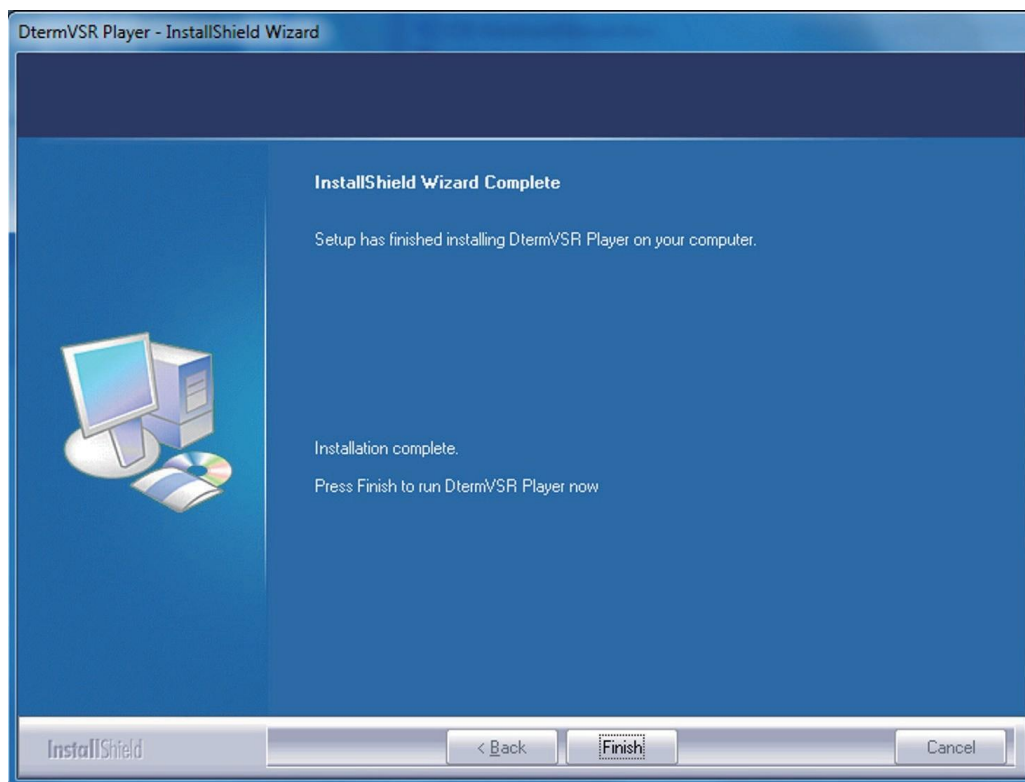 DtermVSR Player - InstallShield Wizard
InstallShield Wizard Complete
Setup has finished installing DtermVSR Player on your computer.
Installation complete.
Press Finish to run DtermVSR Player now
InstallShield
< Back
Finish
Cancel